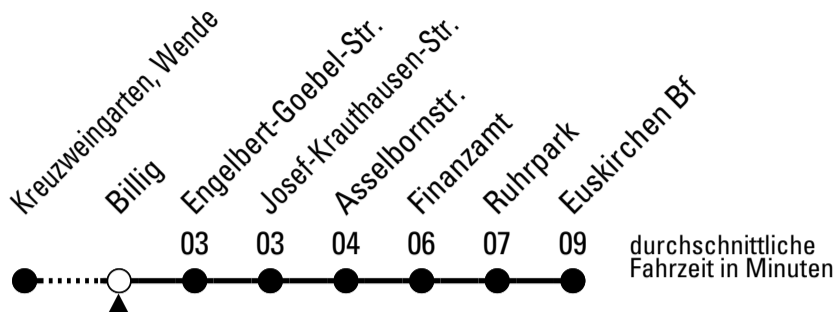 Kreuzweingarten, Wende
Billig
Engelbert-Goebel-Str.
Josef-Krauthausen-Str.
Asselbornstr.
Finanzamt
Ruhrpark
Euskirchen Bf
03 03 04 06 07 09
durchschnittliche
Fahrzeit in Minuten